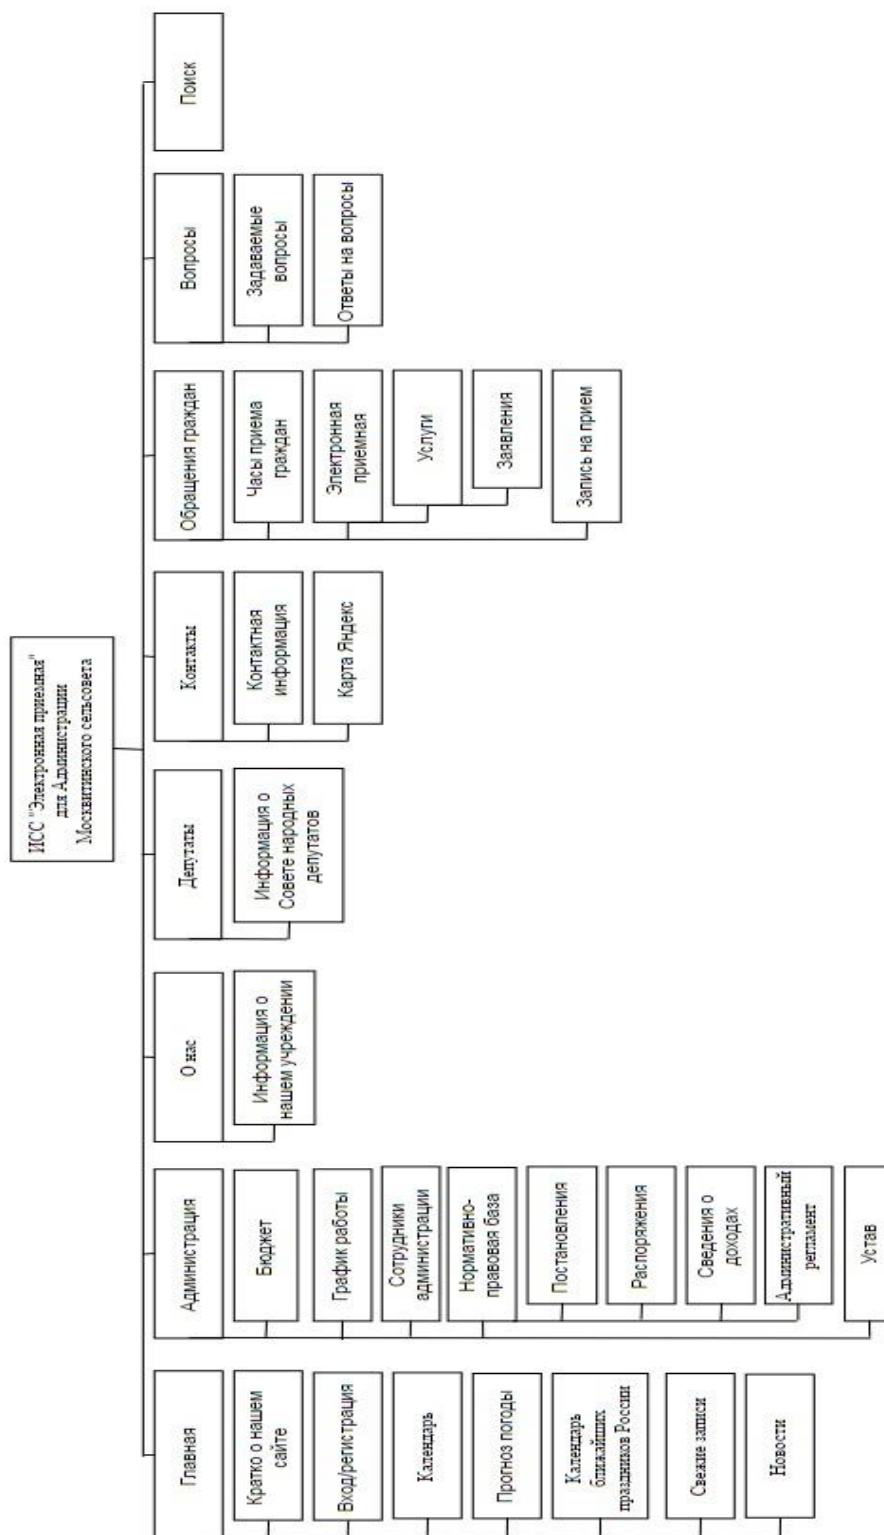 ИСС "Электронная приемная"
для Администрации
Москвитинского сельсовета
Главная
Кратко о нашем
сайте
Вход/регистрация
Календарь
Прогноз погоды
Календарь
ближайших
праздников России
Свежие записи
Новости
Администрация
Бюджет
График работы
Сотрудники
администрации
Нормативно-
правовая база
Постановления
Распоряжения
Сведения о
доходах
Административный
регламент
Устав
О нас
Информация о
нашем учреждении
Депутаты
Информация о
Совете народных
депутатов
Контакты
Контактная
информация
Карта Яндекс
Обращения граждан
Часы приема
граждан
Электронная
приемная
Услуги
Заявления
Запись на прием
Вопросы
Задаваемые
вопросы
Ответы на вопросы
Поиск